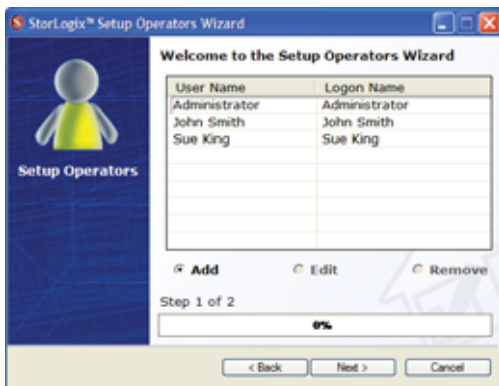 StorLogix™ Setup Operators Wizard
Welcome to the Setup Operators Wizard
User Name Logon Name
Administrator Administrator
John Smith John Smith
Sue King Sue King
Setup Operators
Add Edit Remove
Step 1 of 2
0%
< Back Next > Cancel